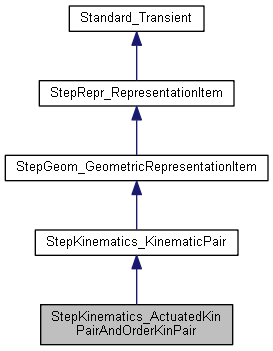 Standard_Transient
StepRepr_RepresentationItem
StepGeom_GeometricRepresentationItem
StepKinematics_KinematicPair
StepKinematics_ActuatedKin
PairAndOrderKinPair